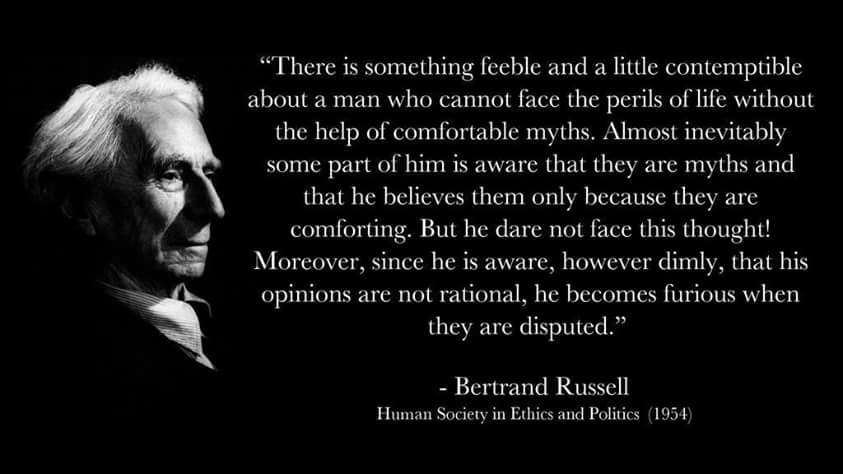 “There is something feeble and a little contemptible
about a man who cannot face the perils of life without
the help of comfortable myths. Almost inevitably
some part of him is aware that they are myths and
that he believes them only because they are
comforting. But he dare not face this thought!
Moreover, since he is aware, however dimly, that his
opinions are not rational, he becomes furious when
they are disputed.”
- Bertrand Russell
Human Society in Ethics and Politics (1954)